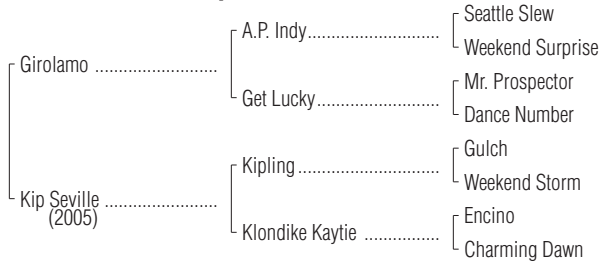 Seattle Slew
A.P. Indy........................
Weekend Surprise
Girolamo ........................
Mr. Prospector
Get Lucky......................
Dance Number
Gulch
Kipling..........................
Weekend Storm
Kip Seville ......................
(2005)
Encino
Klondike Kaytie ...............
Charming Dawn